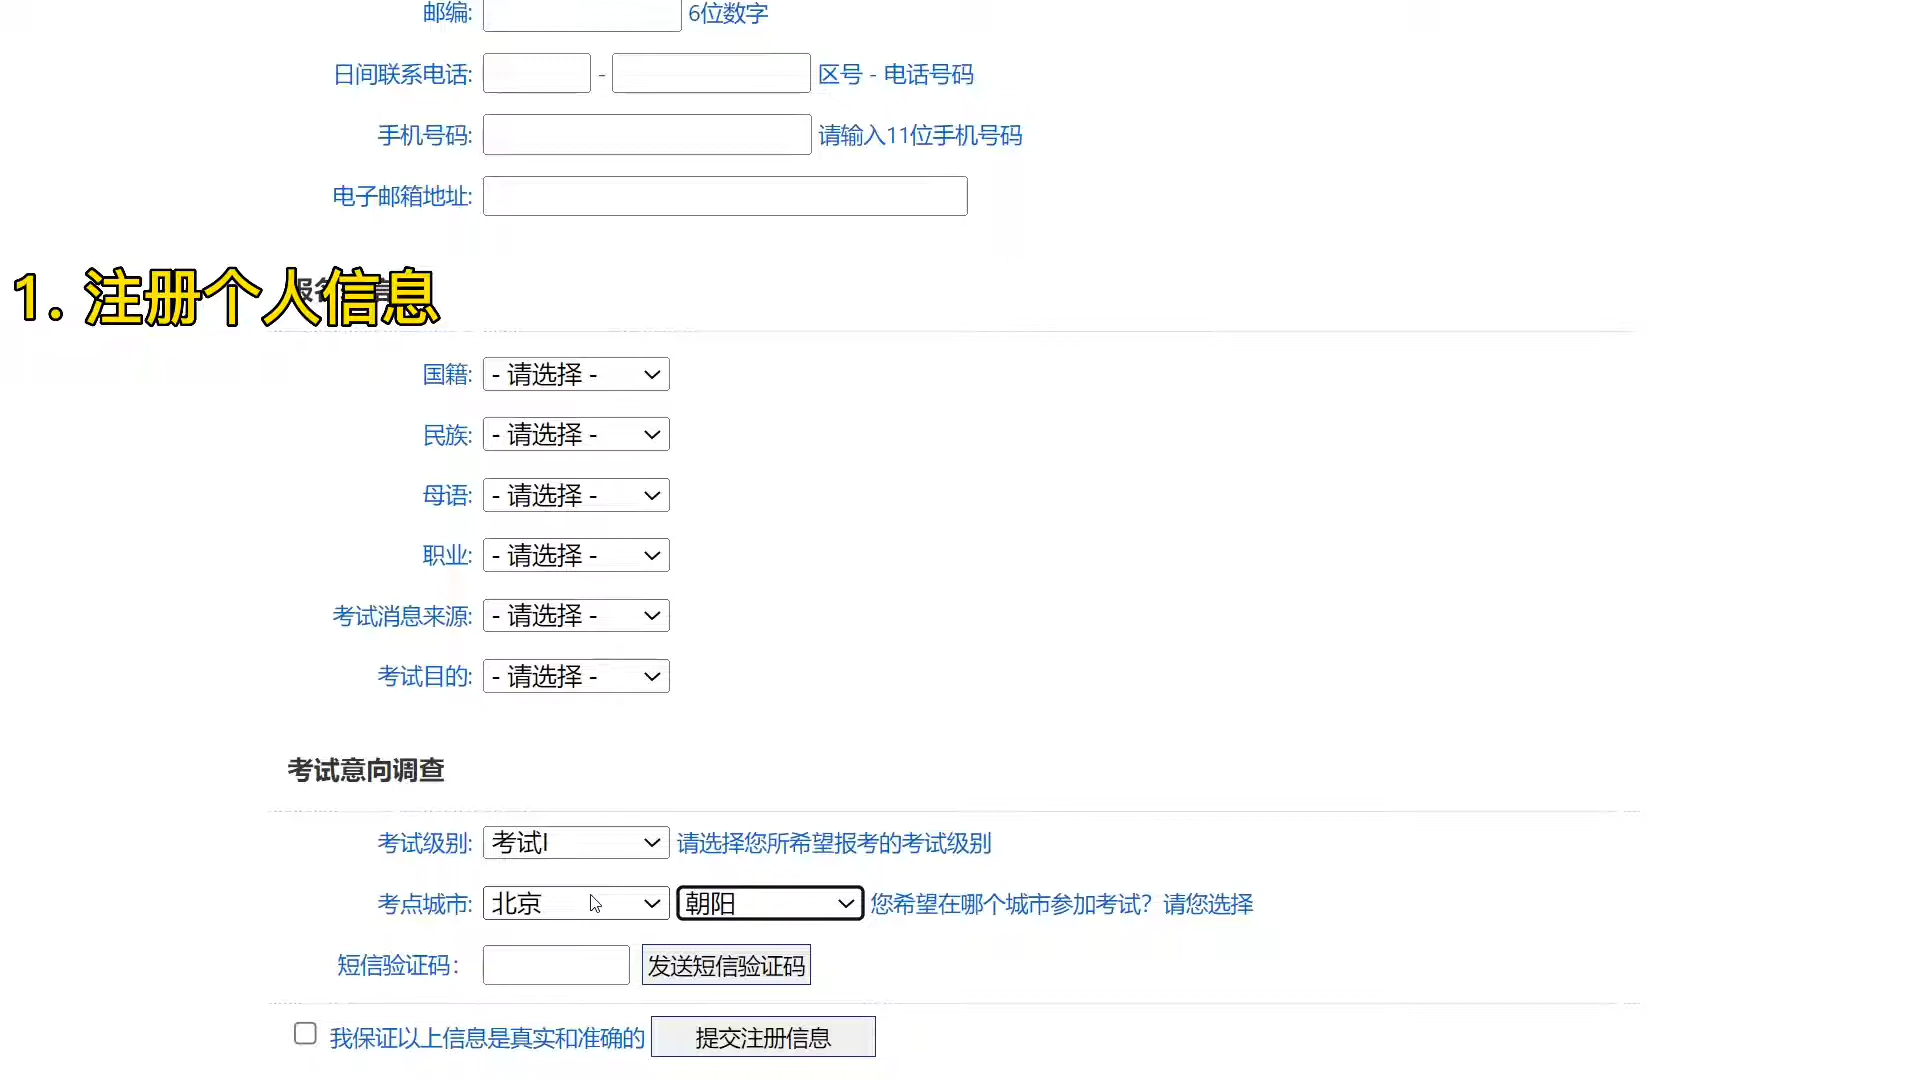 邮编: 6位数字
日间联系电话: - 区号 - 电话号码
手机号码: 请输入11位手机号码
电子邮箱地址:
1. 注册个人信息
国籍: - 请选择 -
民族: - 请选择 -
母语: - 请选择 -
职业: - 请选择 -
考试消息来源: - 请选择 -
考试目的: - 请选择 -
考试意向调查
考试级别: 考试I 请选择您所希望报考的考试级别
考点城市: 北京 朝阳 您希望在哪个城市参加考试？请您选择
短信验证码： 发送短信验证码
我保证以上信息是真实和准确的 提交注册信息